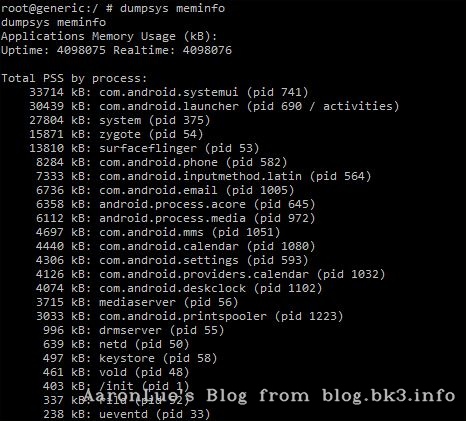 root@generic:/ # dumpsys meminfo
dumpsys meminfo
Applications Memory Usage (kB):
Uptime: 4098075 Realtime: 4098076
Total PSS by process:
33714 kB: com.android.systemui (pid 741)
30439 kB: com.android.launcher (pid 690 / activities)
27804 kB: system (pid 375)
15871 kB: zygote (pid 54)
13810 kB: surfaceflinger (pid 53)
8284 kB: com.android.phone (pid 582)
7333 kB: com.android.inputmethod.latin (pid 564)
6736 kB: com.android.email (pid 1005)
6358 kB: android.process.acore (pid 645)
6112 kB: android.process.media (pid 972)
4697 kB: com.android.mms (pid 1051)
4440 kB: com.android.calendar (pid 1080)
4306 kB: com.android.settings (pid 593)
4126 kB: com.android.providers.calendar (pid 1032)
4074 kB: com.android.deskclock (pid 1102)
3715 kB: mediaserver (pid 56)
3033 kB: com.android.printspooler (pid 1223)
996 kB: drmserver (pid 55)
639 kB: netd (pid 50)
497 kB: keystore (pid 58)
461 kB: vold (pid 48)
403 kB: /init (pid 1)
AaronLuo's Blog from blog.bk3.info
337 kB: rild (pid 52)
238 kB: ueventd (pid 33)